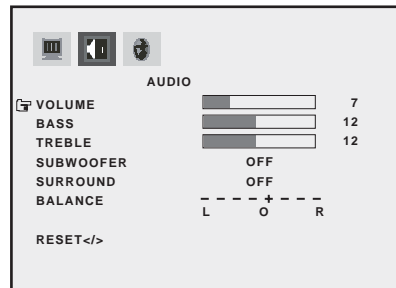 AUDIO
VOLUME 7
BASS 12
TREBLE 12
SUBWOOFER OFF
SURROUND OFF
BALANCE - - - - + - - -
L O R
RESET</>